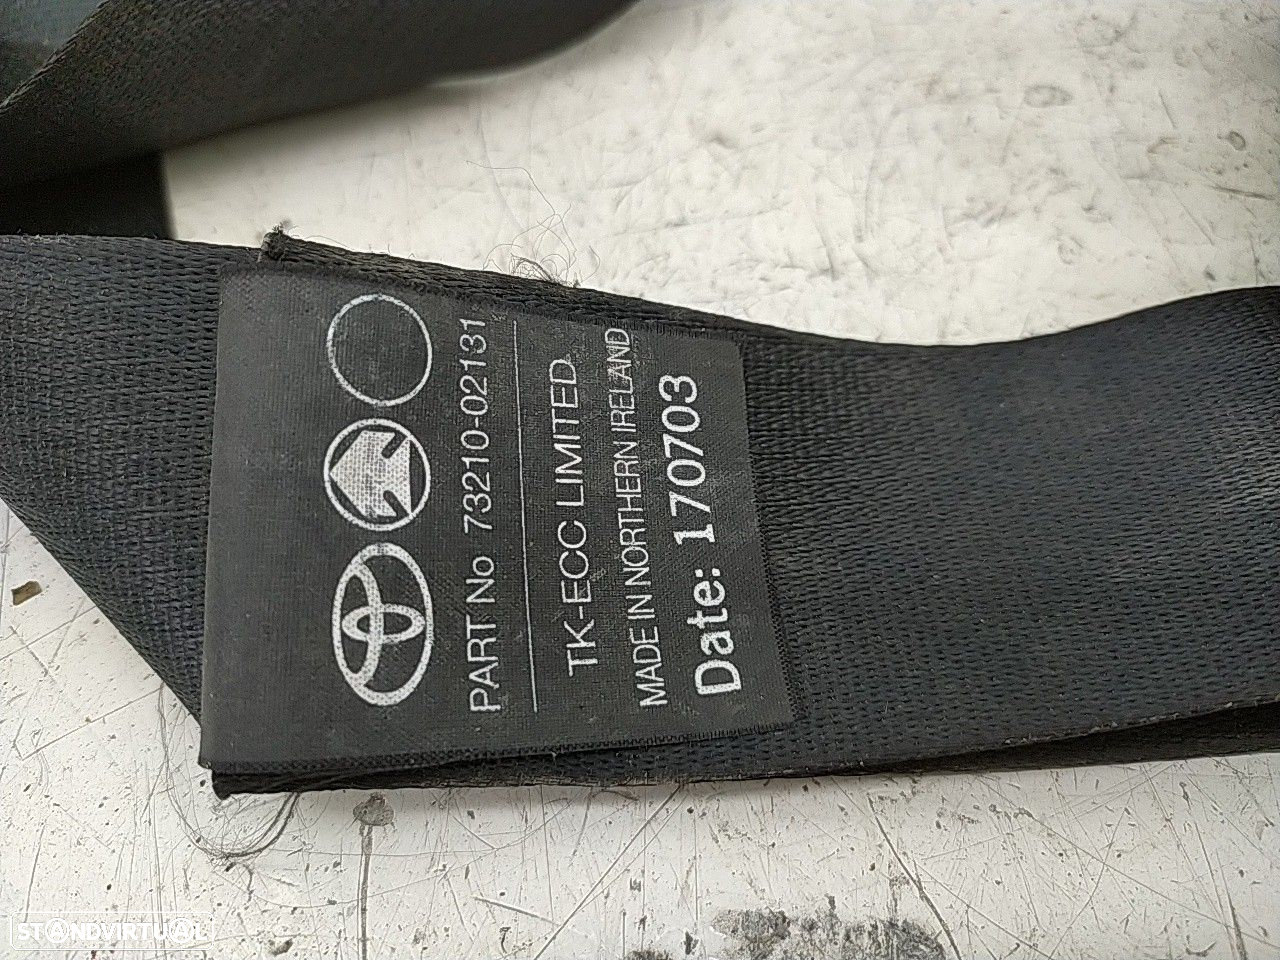 PART No 73210-02131
TK-ECC LIMITED
MADE IN NORTHERN IRELAND
Date: 170703
STANDVIRTUAL